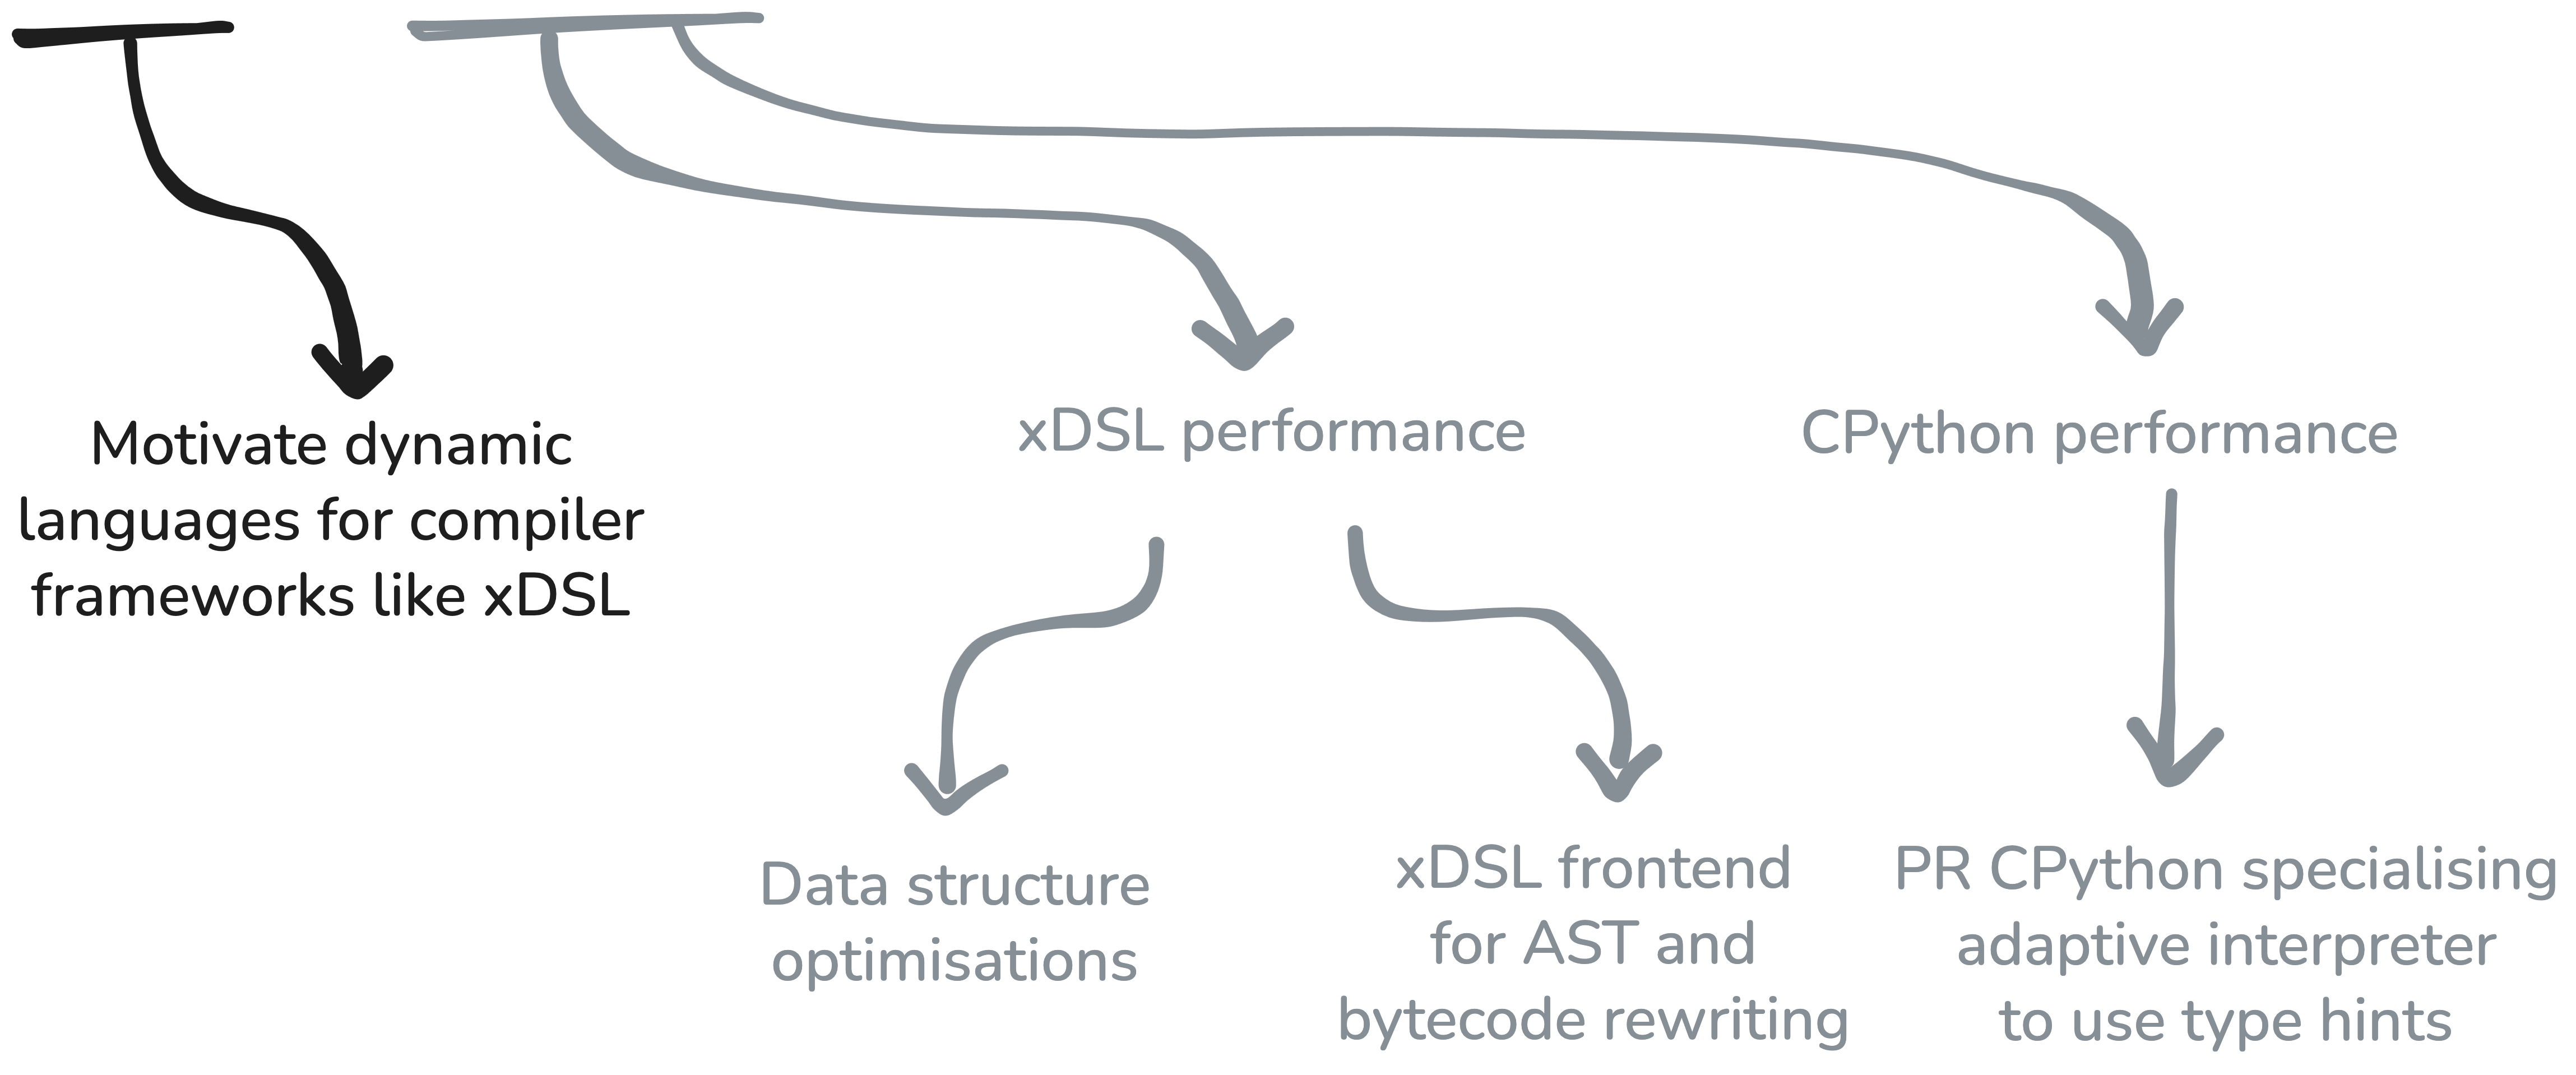 Motivate dynamic
languages for compiler
frameworks like xDSL
xDSL performance
CPython performance
Data structure
optimisations
xDSL frontend
for AST and
bytecode rewriting
PR CPython specialising
adaptive interpreter
to use type hints